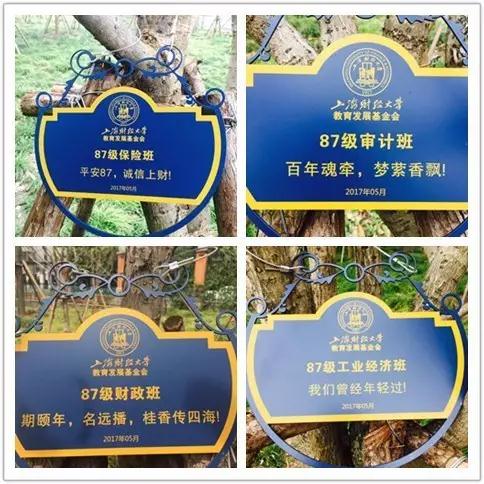 上海财经大学
教育发展基金会
87级保险班
平安87，诚信上财!
2017年05月
上海财经大学
教育发展基金会
87级审计班
百年魂牵，梦萦香飘!
2017年05月
上海财经大学
教育发展基金会
87级财政班
期颐年，名远播，桂香传四海!
2017年05月
上海财经大学
教育发展基金会
87级工业经济班
我们曾经年轻过!
2017年05月